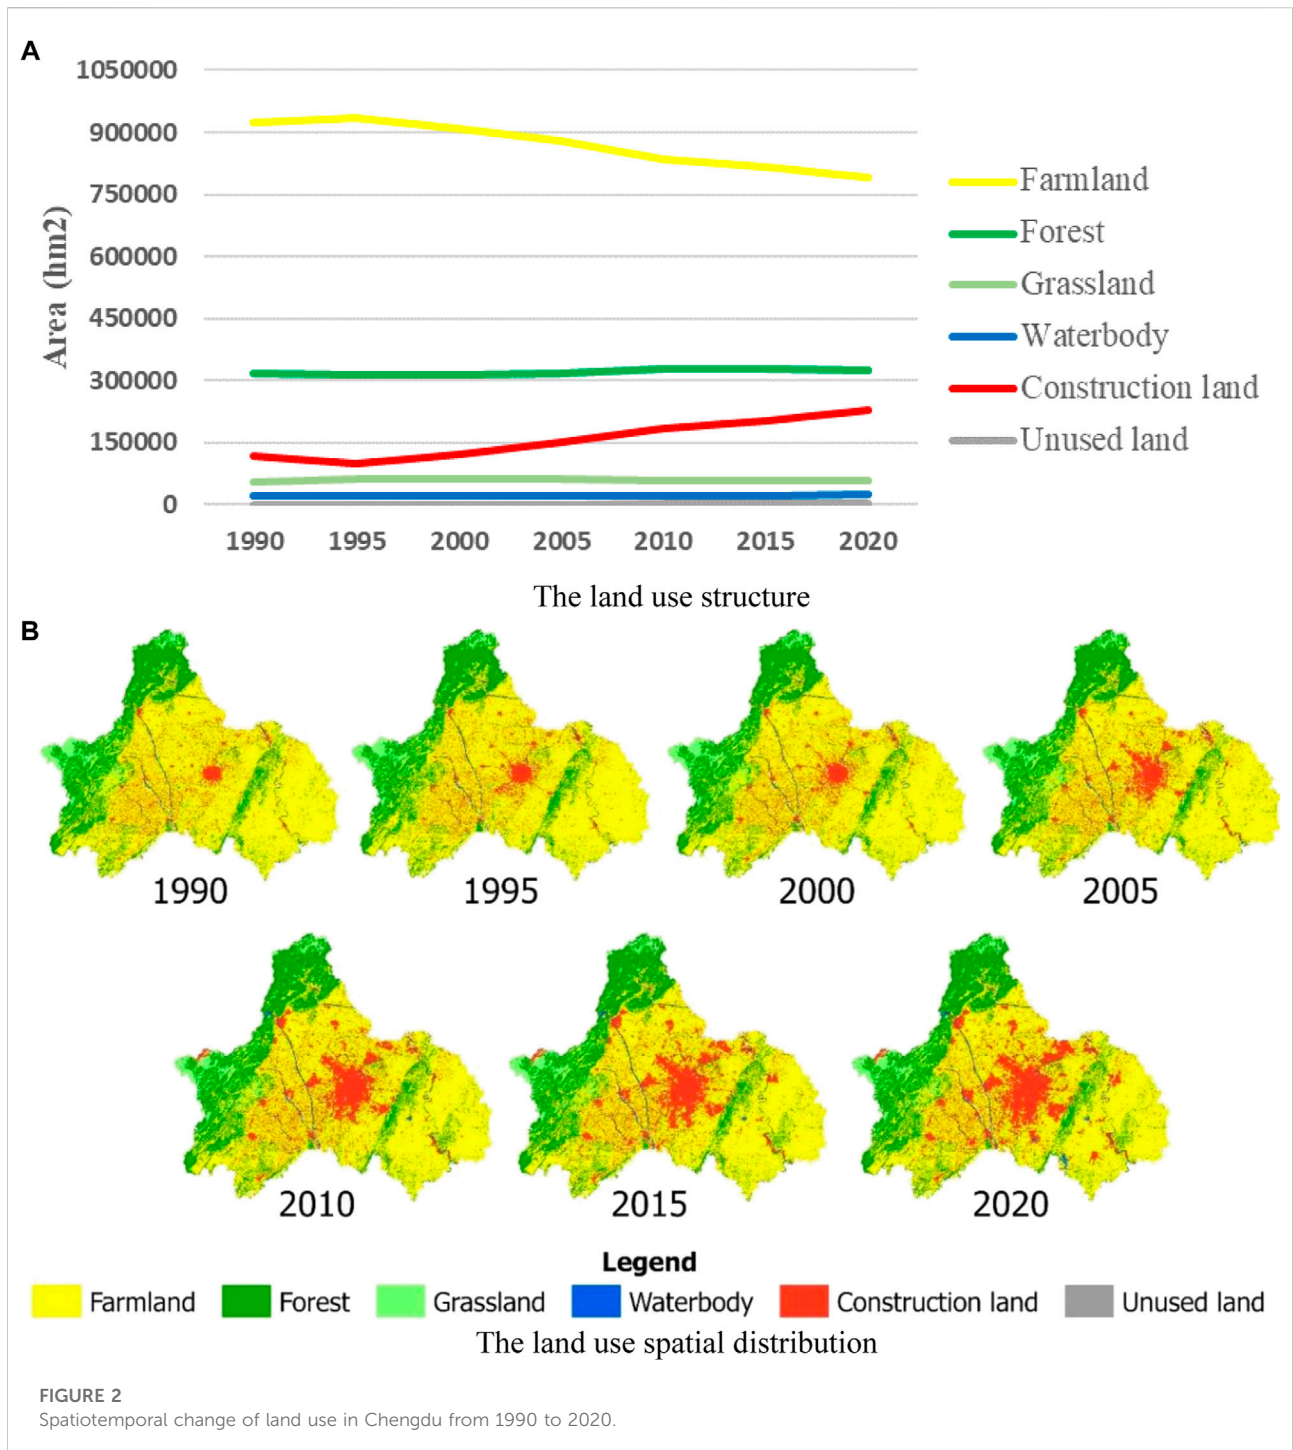 A
1050000
900000
750000
600000
450000
300000
150000
0
Area (hm2)
1990 1995 2000 2005 2010 2015 2020
Farmland
Forest
Grassland
Waterbody
Construction land
Unused land
The land use structure
B
1990 1995 2000 2005
2010 2015 2020
Legend
Farmland Forest Grassland Waterbody Construction land Unused land
The land use spatial distribution
FIGURE 2
Spatiotemporal change of land use in Chengdu from 1990 to 2020.